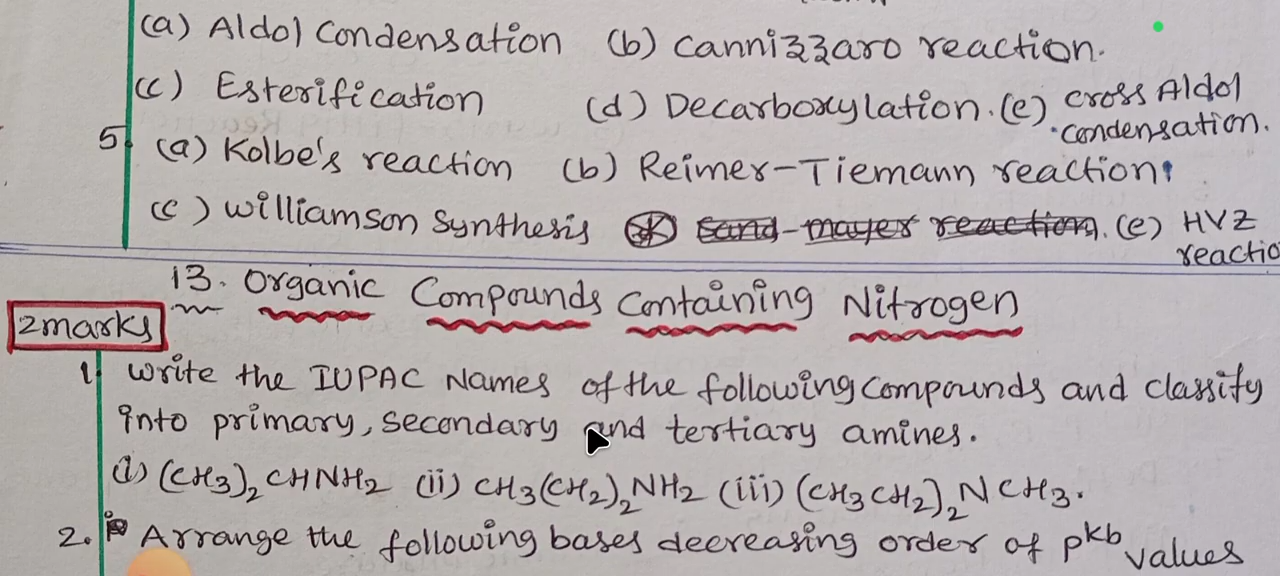 (a) Aldol Condensation (b) Cannizzaro reaction.
(c) Esterification (d) Decarboxylation. (e) Cross Aldol
condensation.
5. (a) Kolbe's reaction (b) Reimer-Tiemann reaction.
(c) Williamson Synthesis Sand-mayer reaction. (e) HVZ
reactio
13. Organic Compounds Containing Nitrogen
2marks
1. Write the IUPAC Names of the following compounds and classify
into primary, secondary and tertiary amines.
(i) (CH3)2 CHNH2 (ii) CH3(CH2)2NH2 (iii) (CH3CH2)2NCH3.
2. Arrange the following bases decreasing order of pkb values